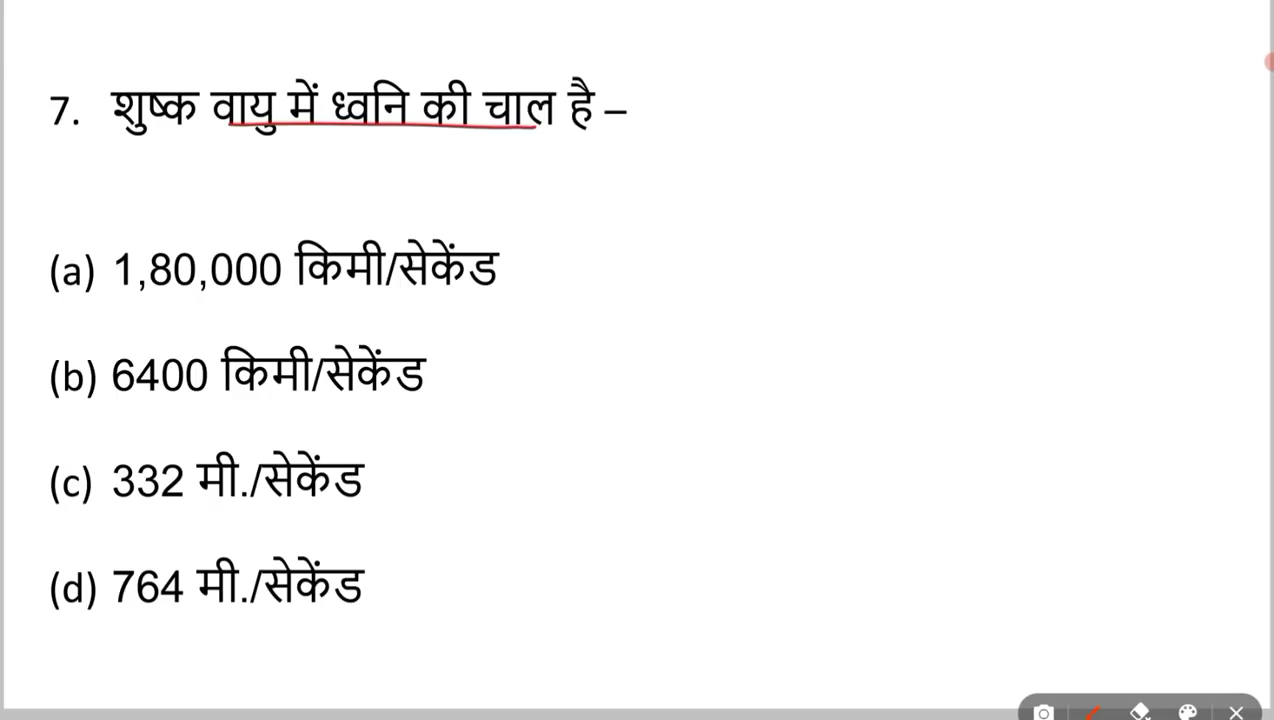 7. शुष्क वायु में ध्वनि की चाल है –
(a) 1,80,000 किमी/सेकेंड
(b) 6400 किमी/सेकेंड
(c) 332 मी./सेकेंड
(d) 764 मी./सेकेंड